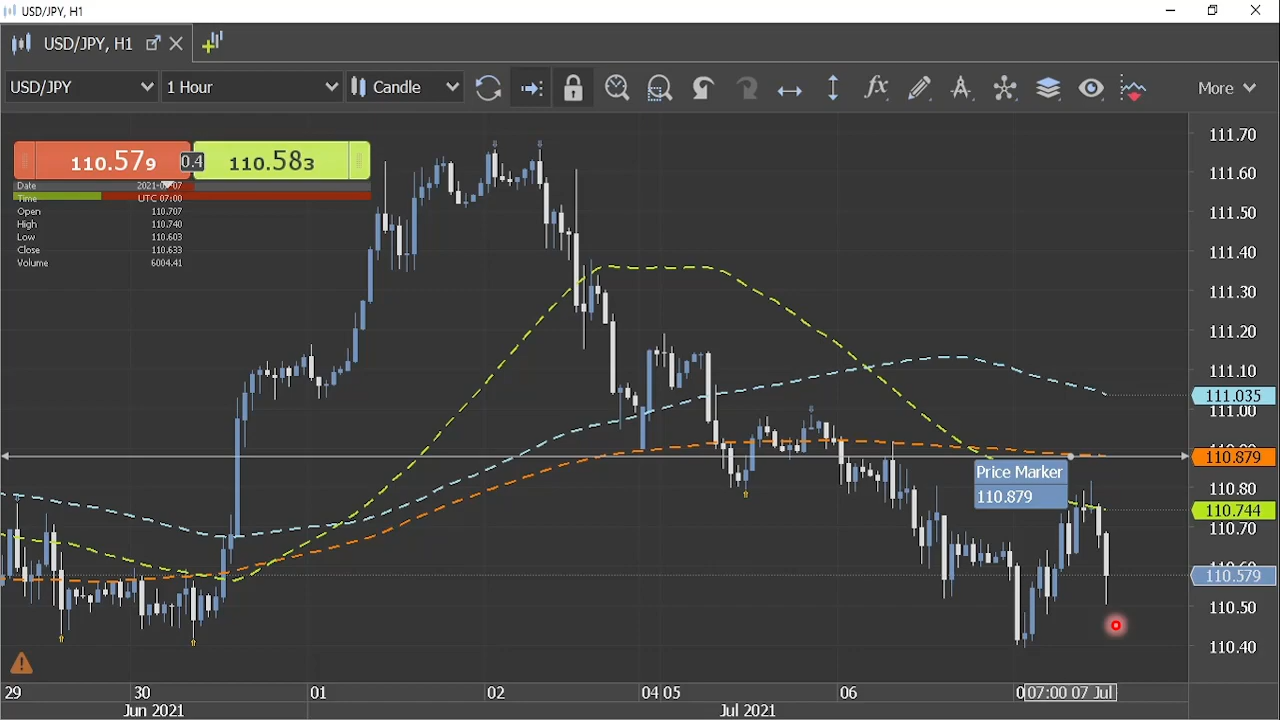 USD/JPY, H1
USD/JPY, H1
USD/JPY 1 Hour Candle More
110.579 0.4 110.583
Date
Time UTC 07:00
Open 110.707
High 110.740
Low 110.603
Close 110.633
Volume 6004.41
Price Marker
110.879
111.70
111.60
111.50
111.40
111.30
111.20
111.10
111.035
111.00
110.879
110.80
110.744
110.70
110.579
110.50
110.40
29 30 01 02 04 05 06 07:00 07 Jul
Jun 2021 Jul 2021